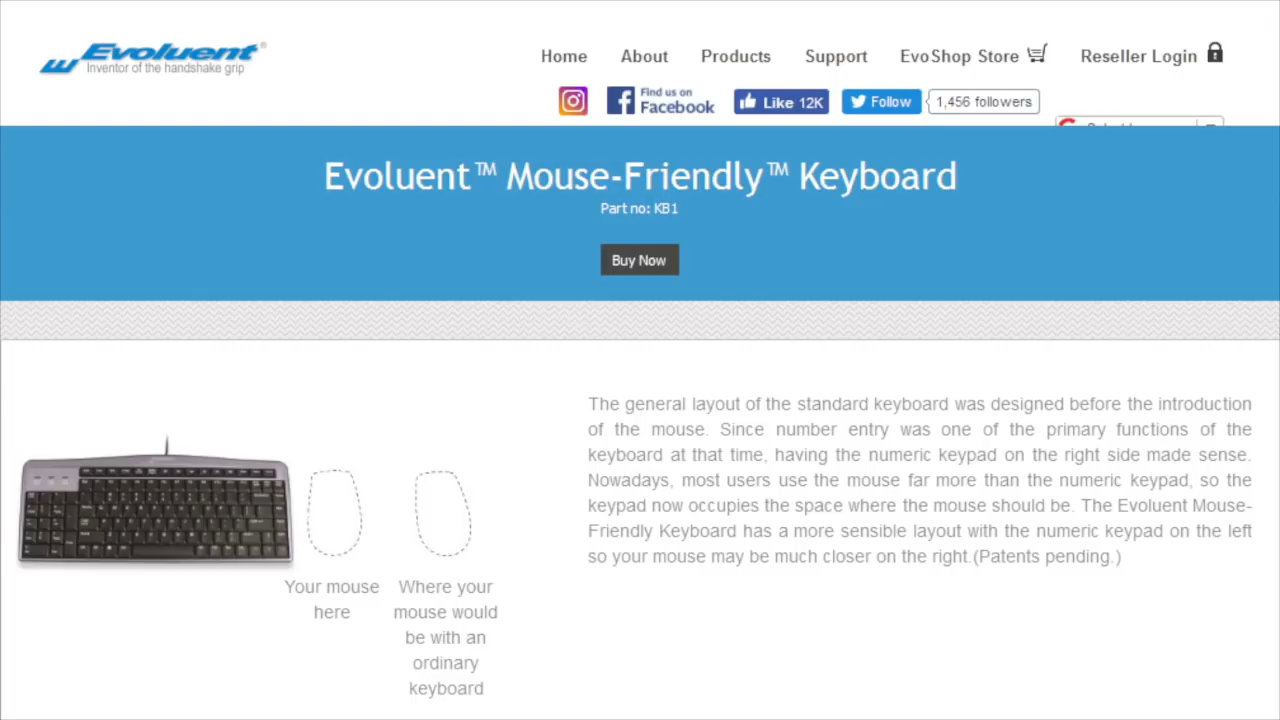 Evoluent®
Inventor of the handshake grip
Home About Products Support EvoShop Store Reseller Login
Find us on
Facebook
Like 12K
Follow
1,456 followers
Evoluent™ Mouse-Friendly™ Keyboard
Part no: KB1
Buy Now
The general layout of the standard keyboard was designed before the introduction
of the mouse. Since number entry was one of the primary functions of the
keyboard at that time, having the numeric keypad on the right side made sense.
Nowadays, most users use the mouse far more than the numeric keypad, so the
keypad now occupies the space where the mouse should be. The Evoluent Mouse-
Friendly Keyboard has a more sensible layout with the numeric keypad on the left
so your mouse may be much closer on the right.(Patents pending.)
Your mouse
here
Where your
mouse would
be with an
ordinary
keyboard